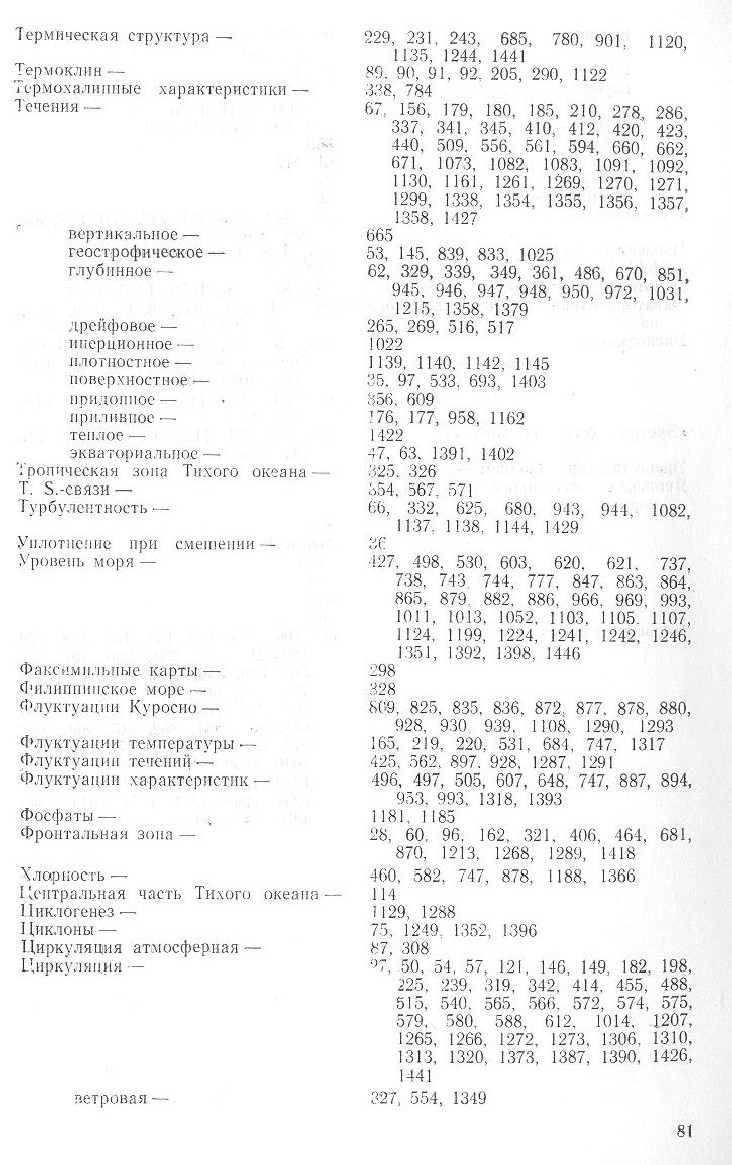 Термическая структура — 229, 231, 243, 685, 780, 901, 1120,
1135, 1244, 1441
Термоклин — 89, 90, 91, 92, 205, 290, 1122
Термохалинные характеристики — 338, 784
Течения — 67, 156, 179, 180, 185, 210, 278, 286,
337, 341, 345, 410, 412, 420, 423,
440, 509, 556, 561, 594, 660, 662,
671, 1073, 1082, 1083, 1091, 1092,
1130, 1161, 1261, 1269, 1270, 1271,
1299, 1338, 1354, 1355, 1356, 1357,
1358, 1427
вертикальное — 665
геострофическое — 53, 145, 839, 833, 1025
глубинное — 62, 329, 339, 349, 361, 486, 670, 851,
945, 946, 947, 948, 950, 972, 1031,
1215, 1358, 1379
дрейфовое — 265, 269, 516, 517
инерционное — 1022
плотностное — 1139, 1140, 1142, 1145
поверхностное — 97, 533, 693, 1403
придонное — 356, 609
приливное — 176, 177, 958, 1162
теплое — 1422
экваториальное — 47, 63, 1391, 1402
Тропическая зона Тихого океана — 325, 326
T. S.-связи — 554, 567, 571
Турбулентность — 66, 332, 625, 680, 943, 944, 1082,
1137, 1138, 1144, 1429
Уплотнение при смешении —
Уровень моря — 427, 498, 530, 603, 620, 621, 737,
738, 743, 744, 777, 847, 863, 864,
865, 879, 882, 886, 966, 969, 993,
1011, 1013, 1052, 1103, 1105. 1107,
1124, 1199, 1224, 1241, 1242, 1246,
1351, 1392, 1398, 1446
Факсимильные карты — 298
Филиппинское море — 328
Флуктуации Куросио — 809, 825, 835, 836, 872, 877, 878, 880,
928, 930, 939, 1108, 1290, 1293
Флуктуации температуры — 165, 219, 220, 531, 684, 747, 1317
Флуктуации течений — 425, 562, 897, 928, 1287, 1291
Флуктуации характеристик — 496, 497, 505, 607, 648, 747, 887, 894,
953, 993, 1318, 1393
Фосфаты — 1181, 1185
Фронтальная зона — 28, 60, 96, 162, 321, 406, 464, 681,
870, 1213, 1268, 1289, 1418
Хлорность — 460, 582, 747, 878, 1188, 1366
Центральная часть Тихого океана — 114
Циклогенез — 1129, 1288
Циклоны — 75, 1249, 1352, 1396
Циркуляция атмосферная — 87, 308
Циркуляция — 50, 54, 57, 121, 146, 149, 182, 198,
225, 239, 319, 342, 414, 455, 488,
515, 540, 565, 566, 572, 574, 575,
579, 580, 588, 612, 1014, 1207,
1265, 1266, 1272, 1273, 1306, 1310,
1313, 1320, 1373, 1387, 1390, 1426,
1441
ветровая — 327, 554, 1349
81